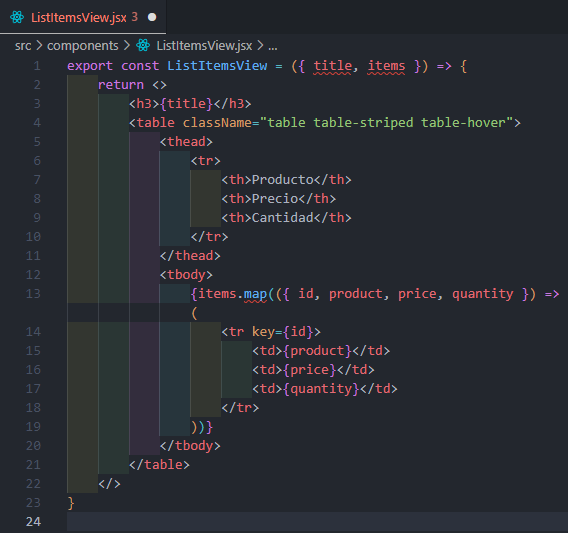 ListItemsView.jsx 3
src > components > ListItemsView.jsx > ...
1 export const ListItemsView = ({ title, items }) => {
2     return <>
3         <h3>{title}</h3>
4         <table className="table table-striped table-hover">
5             <thead>
6                 <tr>
7                     <th>Producto</th>
8                     <th>Precio</th>
9                     <th>Cantidad</th>
10                 </tr>
11             </thead>
12             <tbody>
13                 {items.map(({ id, product, price, quantity }) =>
                (
14                     <tr key={id}>
15                         <td>{product}</td>
16                         <td>{price}</td>
17                         <td>{quantity}</td>
18                     </tr>
19                 ))}
20             </tbody>
21         </table>
22     </>
23 }
24